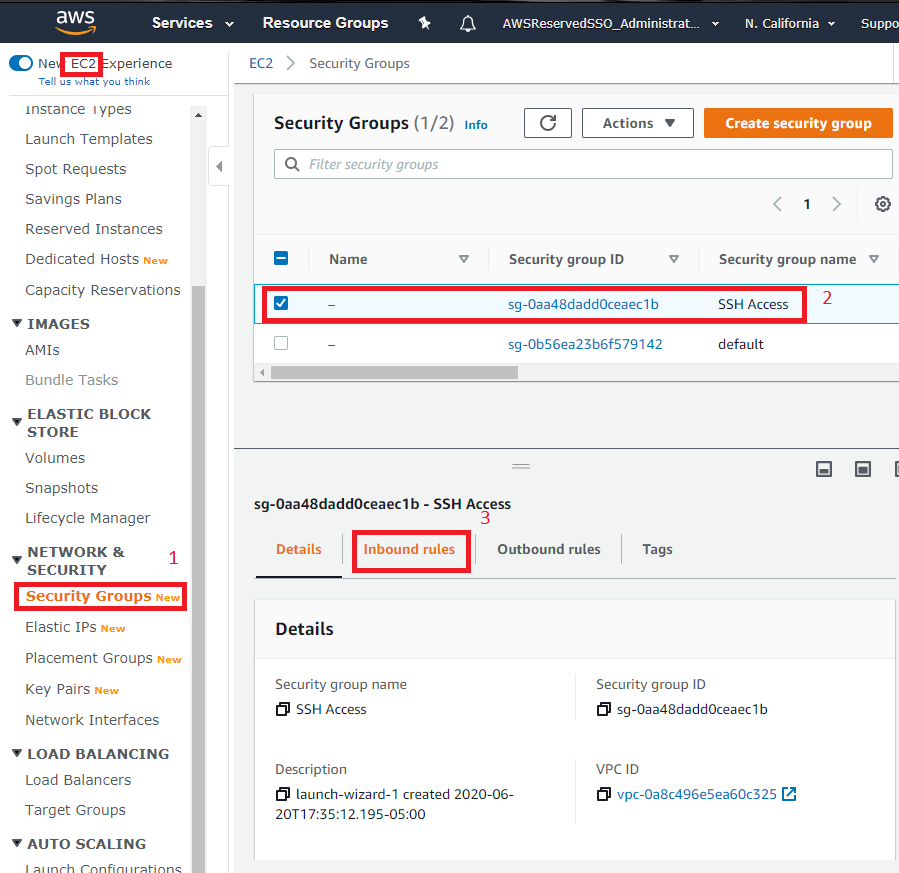 aws Services Resource Groups AWSReservedSSO_Administrat... N. California Suppo
New EC2 Experience
Tell us what you think
Instance Types
Launch Templates
Spot Requests
Savings Plans
Reserved Instances
Dedicated Hosts New
Capacity Reservations
IMAGES
AMIs
Bundle Tasks
ELASTIC BLOCK
STORE
Volumes
Snapshots
Lifecycle Manager
NETWORK &
SECURITY
1
Security Groups New
Elastic IPs New
Placement Groups New
Key Pairs New
Network Interfaces
LOAD BALANCING
Load Balancers
Target Groups
AUTO SCALING
Launch Configurations
EC2 > Security Groups
Security Groups (1/2) Info
Actions
Create security group
Filter security groups
1
Name Security group ID Security group name
– sg-0aa48dadd0ceaec1b SSH Access 2
– sg-0b56ea23b6f579142 default
sg-0aa48dadd0ceaec1b - SSH Access
3
Details Inbound rules Outbound rules Tags
Details
Security group name
SSH Access
Security group ID
sg-0aa48dadd0ceaec1b
Description
launch-wizard-1 created 2020-06-
20T17:35:12.195-05:00
VPC ID
vpc-0a8c496e5ea60c325